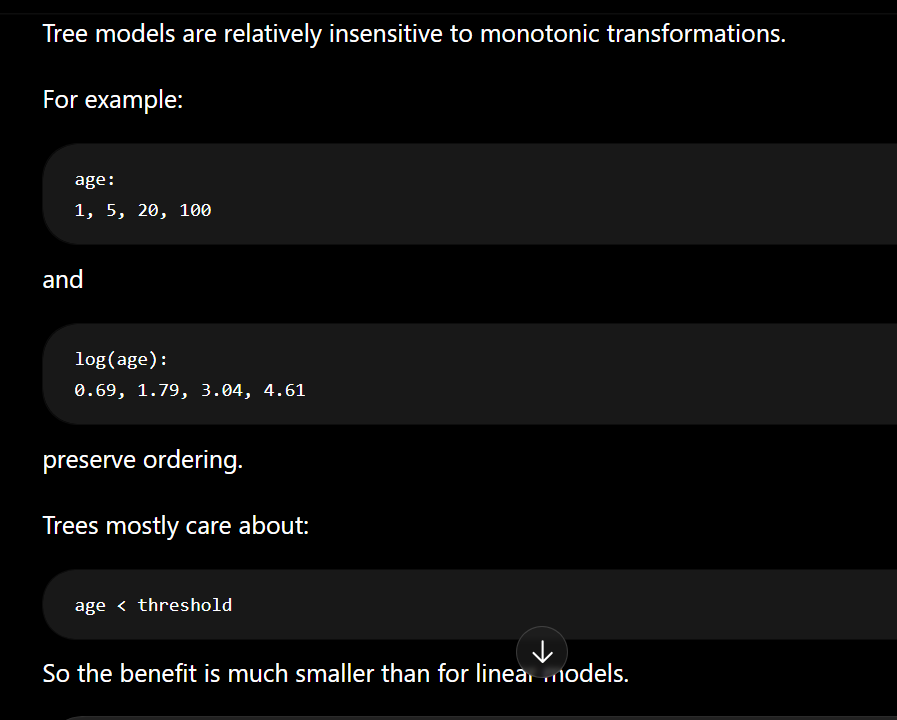 Tree models are relatively insensitive to monotonic transformations.
For example:
age:
1, 5, 20, 100
and
log(age):
0.69, 1.79, 3.04, 4.61
preserve ordering.
Trees mostly care about:
age < threshold
So the benefit is much smaller than for linear models.